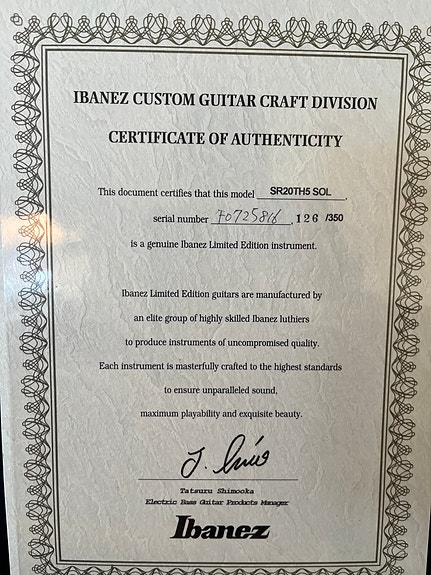 IBANEZ CUSTOM GUITAR CRAFT DIVISION
CERTIFICATE OF AUTHENTICITY
This document certifies that this model SR20TH5 SOL,
serial number F0725816, 126 /350
is a genuine Ibanez Limited Edition instrument.
Ibanez Limited Edition guitars are manufactured by
an elite group of highly skilled Ibanez luthiers
to produce instruments of uncompromised quality.
Each instrument is masterfully crafted to the highest standards
to ensure unparalleled sound,
maximum playability and exquisite beauty.
Tatsuru Shimooka
Electric Bass Guitar Products Manager
Ibanez